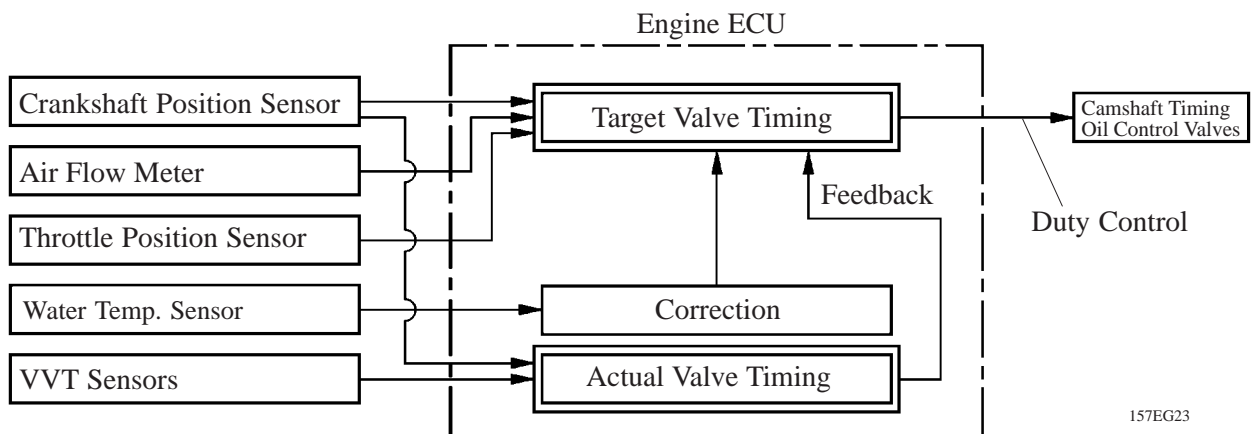 Engine ECU
Crankshaft Position Sensor
Air Flow Meter
Throttle Position Sensor
Water Temp. Sensor
VVT Sensors
Target Valve Timing
Feedback
Correction
Actual Valve Timing
Camshaft Timing
Oil Control Valves
Duty Control
157EG23